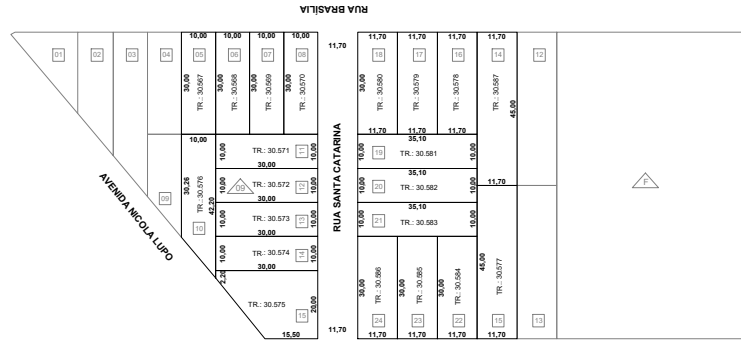 RUA BRASÍLIA
10,00 10,00 10,00 10,00 11,70 11,70 11,70 11,70 11,70
01 02 03 04 05 06 07 08 18 17 16 14 12
30,00 TR.: 30.567 30,00 TR.: 30.568 30,00 TR.: 30.569 30,00 TR.: 30.570
30,00 TR.: 30.580 30,00 TR.: 30.579 30,00 TR.: 30.578 TR.: 30.587 45,00
10,00 11,70 11,70 11,70
10,00 TR.: 30.571 11 10,00
30,00
10,00 09 TR.: 30.572 12 10,00
30,00
10,00 TR.: 30.573 13 10,00
30,00
10,00 TR.: 30.574 14 10,00
30,00
2,20
TR.: 30.575 20,00
15
15,50
09
30,26 TR.: 30.576 42,20
10
AVENIDA NICOLA LUPO
RUA SANTA CATARINA
35,10
10,00 19 TR.: 30.581 10,00
35,10
10,00 20 TR.: 30.582 10,00
35,10
10,00 21 TR.: 30.583 10,00
11,70
30,00 TR.: 30.586 30,00 TR.: 30.585 30,00 TR.: 30.584 45,00 TR.: 30.577
24 23 22 15 13
11,70 11,70 11,70 11,70 11,70
F